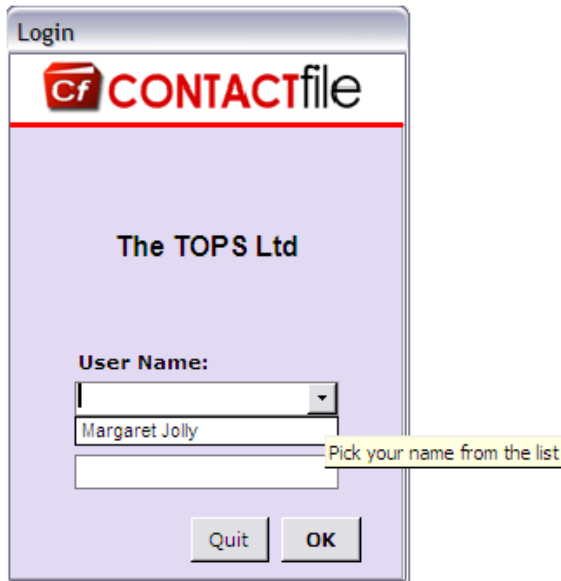 Login
Cf CONTACTfile
The TOPS Ltd
User Name:
Margaret Jolly
Pick your name from the list
Quit OK